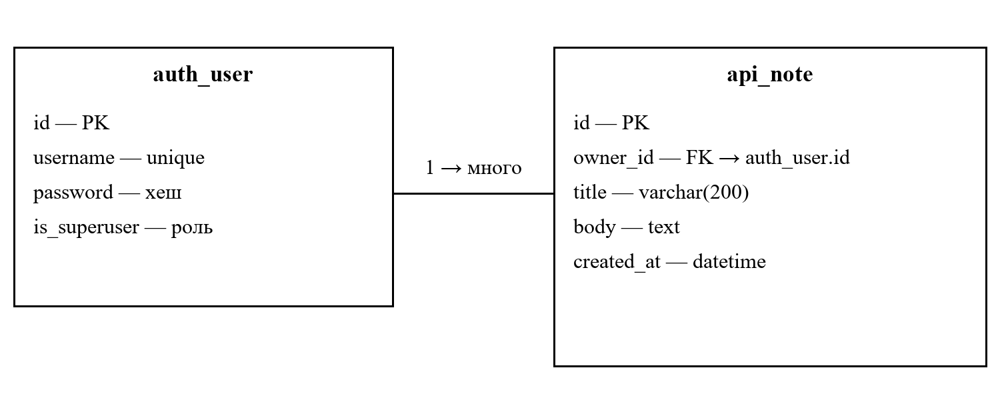 auth_user
id — PK
username — unique
password — хеш
is_superuser — роль
1 → много
api_note
id — PK
owner_id — FK → auth_user.id
title — varchar(200)
body — text
created_at — datetime